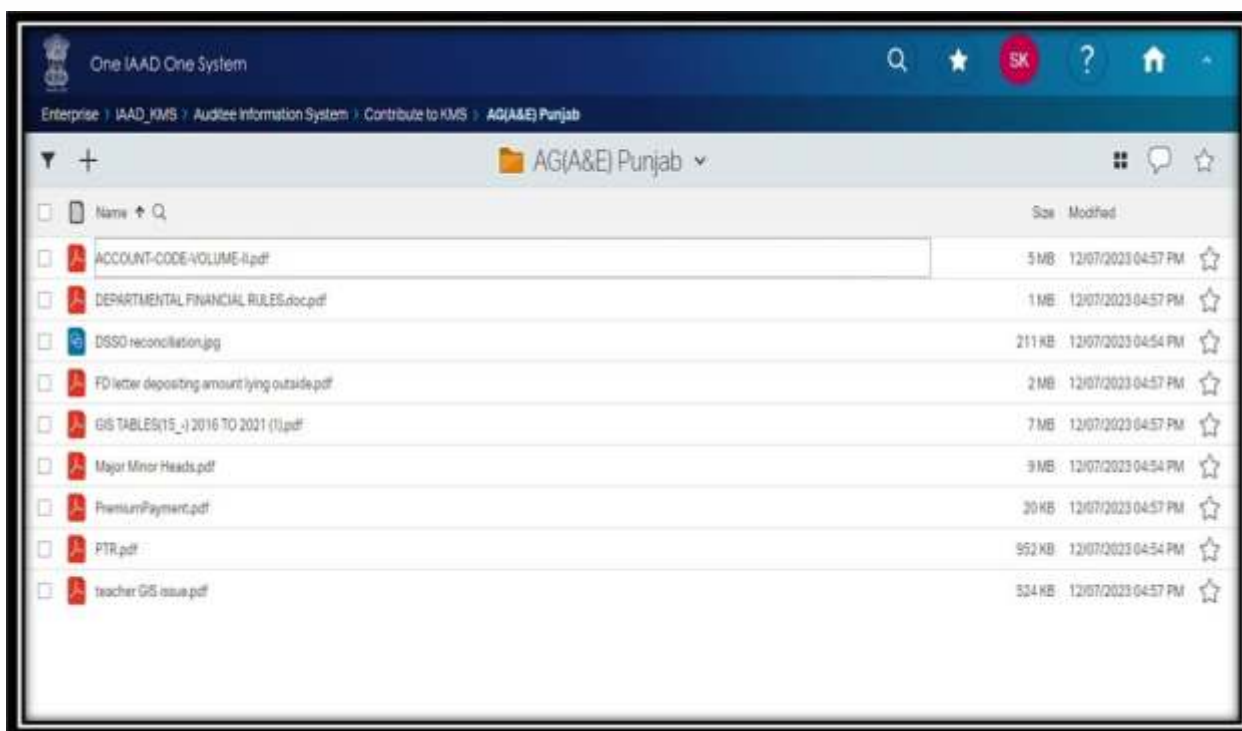 One IAAD One System
SK ?
Enterprise > IAAD_KMS > Auditee Information System > Contribute to KMS > AG(A&E) Punjab
AG(A&E) Punjab
Name Size Modified
ACCOUNT-CODE-VOLUME-II.pdf 5 MB 12/07/2023 04:57 PM
DEPARTMENTAL FINANCIAL RULES.doc.pdf 1 MB 12/07/2023 04:57 PM
DSSO reconciliation.jpg 211 KB 12/07/2023 04:54 PM
FD letter depositing amount lying outside.pdf 2 MB 12/07/2023 04:57 PM
GIS TABLES(15_-) 2016 TO 2021 (1).pdf 7 MB 12/07/2023 04:57 PM
Major Minor Heads.pdf 9 MB 12/07/2023 04:54 PM
PremiumPayment.pdf 20 KB 12/07/2023 04:57 PM
PTR.pdf 952 KB 12/07/2023 04:54 PM
teacher GIS issue.pdf 524 KB 12/07/2023 04:57 PM